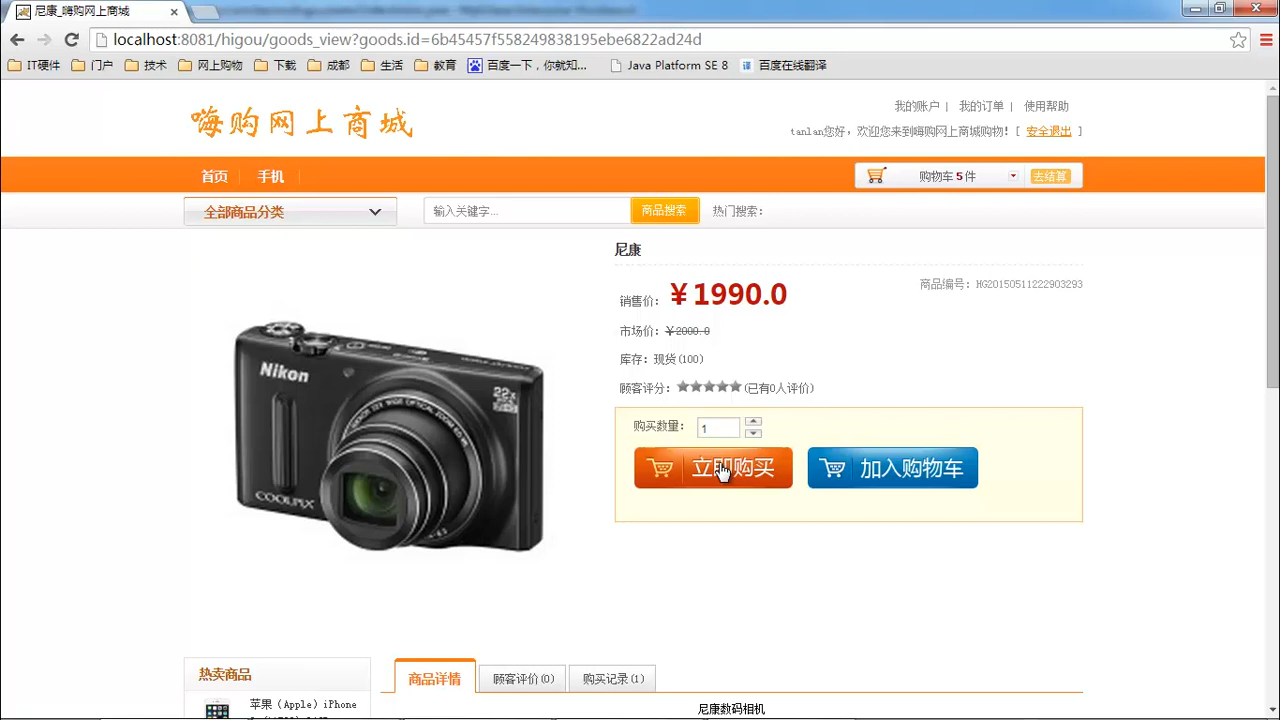 尼康_嗨购网上商城
localhost:8081/higou/goods_view?goods.id=6b45457f558249838195ebe6822ad24d
IT硬件 门户 技术 网上购物 下载 成都 生活 教育 百度一下，你就知... Java Platform SE 8 百度在线翻译
嗨购网上商城
我的账户 | 我的订单 | 使用帮助
tanlan您好，欢迎您来到嗨购网上商城购物! [ 安全退出 ]
首页 手机
购物车 5 件 去结算
全部商品分类
输入关键字...
商品搜索
热门搜索:
尼康
销售价: ￥1990.0
商品编号: HG20150511222903293
市场价: ￥2000.0
库存: 现货(100)
顾客评分: (已有0人评价)
购买数量: 1
立即购买 加入购物车
Nikon
22x
COOLPIX
热卖商品
商品详情 顾客评价(0) 购买记录(1)
苹果（Apple）iPhone
尼康数码相机